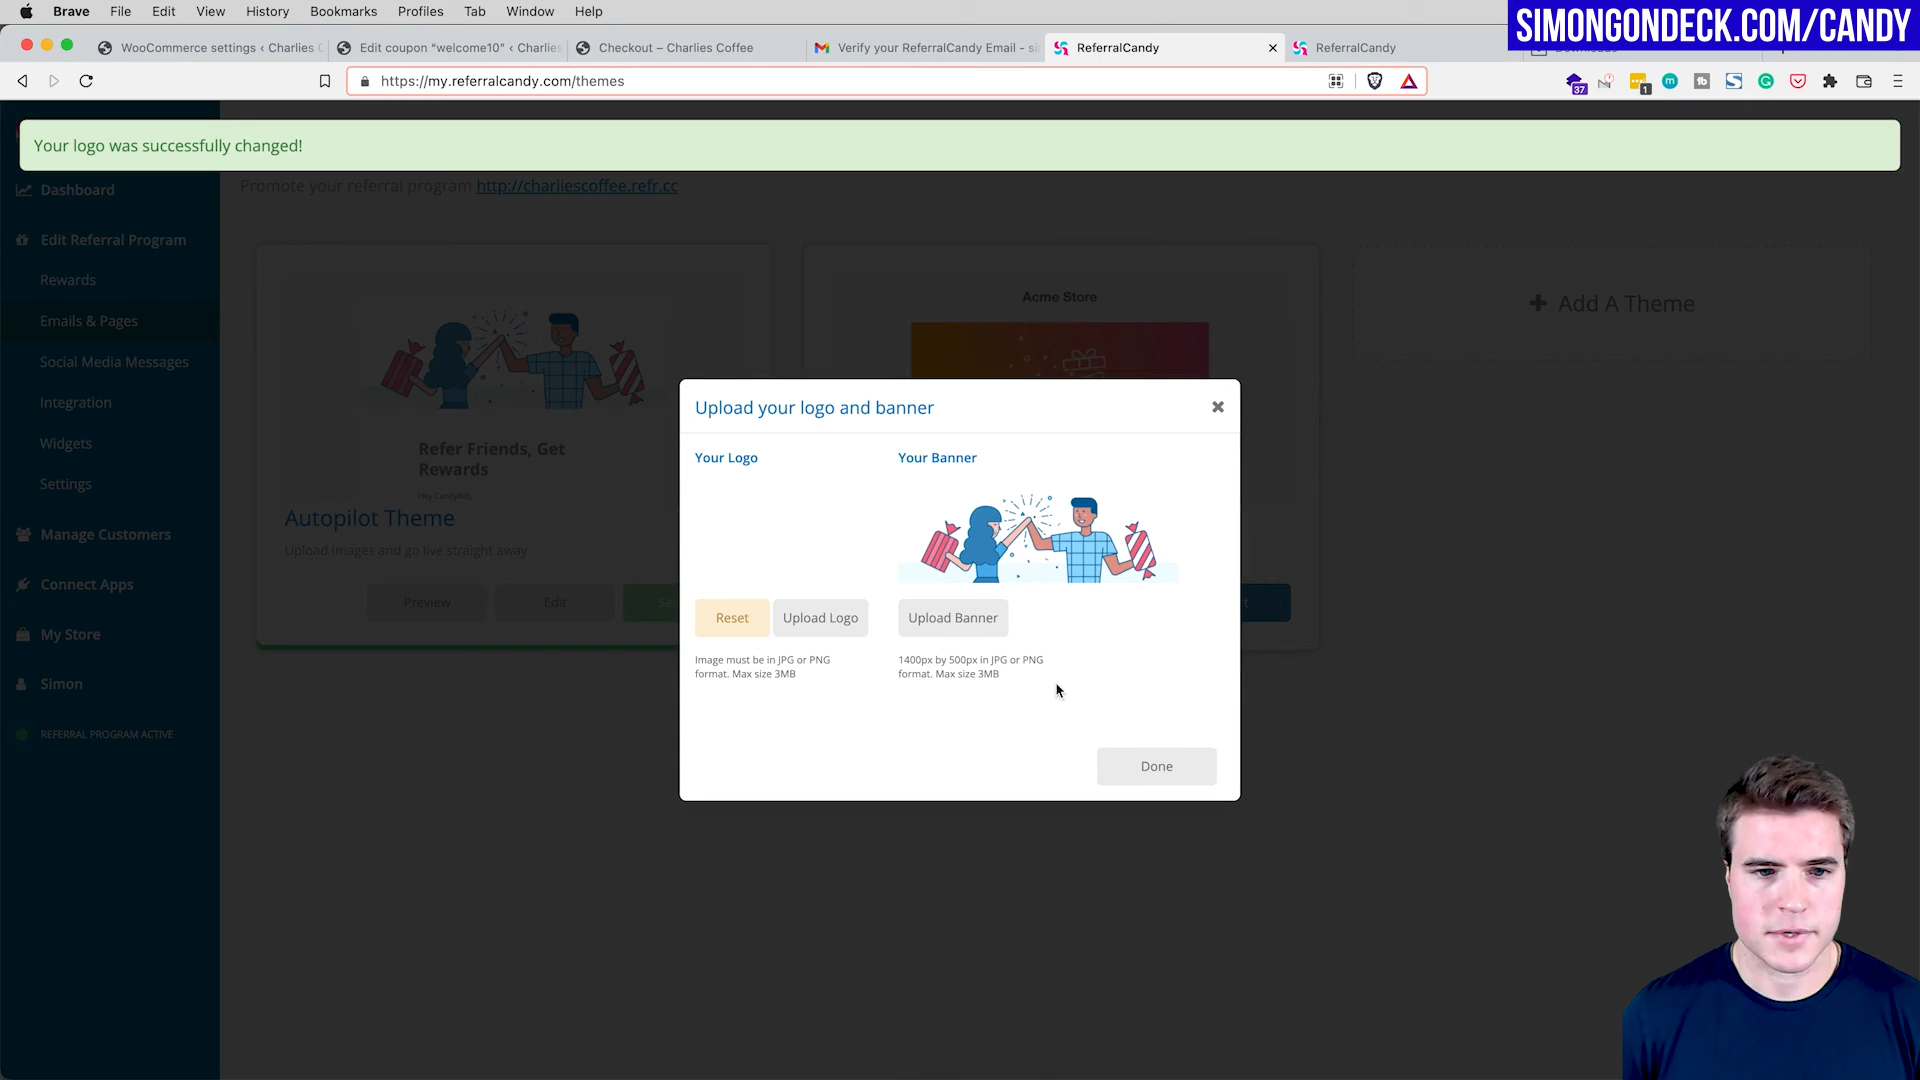 Brave File Edit View History Bookmarks Profiles Tab Window Help
SIMONGONDECK.COM/CANDY
WooCommerce settings ‹ Charlies C
Edit coupon “welcome10” ‹ Charlies
Checkout – Charlies Coffee
Verify your ReferralCandy Email - si
ReferralCandy
ReferralCandy
https://my.referralcandy.com/themes
37
1
Your logo was successfully changed!
Promote your referral program http://charliescoffee.refr.cc
Dashboard
Edit Referral Program
Rewards
Emails & Pages
Social Media Messages
Integration
Widgets
Settings
Manage Customers
Connect Apps
My Store
Simon
REFERRAL PROGRAM ACTIVE
Refer Friends, Get
Rewards
Hey CandyBot,
Autopilot Theme
Upload images and go live straight away
Preview
Edit
Acme Store
Add A Theme
Upload your logo and banner
Your Logo
Your Banner
Reset
Upload Logo
Upload Banner
Image must be in JPG or PNG
format. Max size 3MB
1400px by 500px in JPG or PNG
format. Max size 3MB
Done